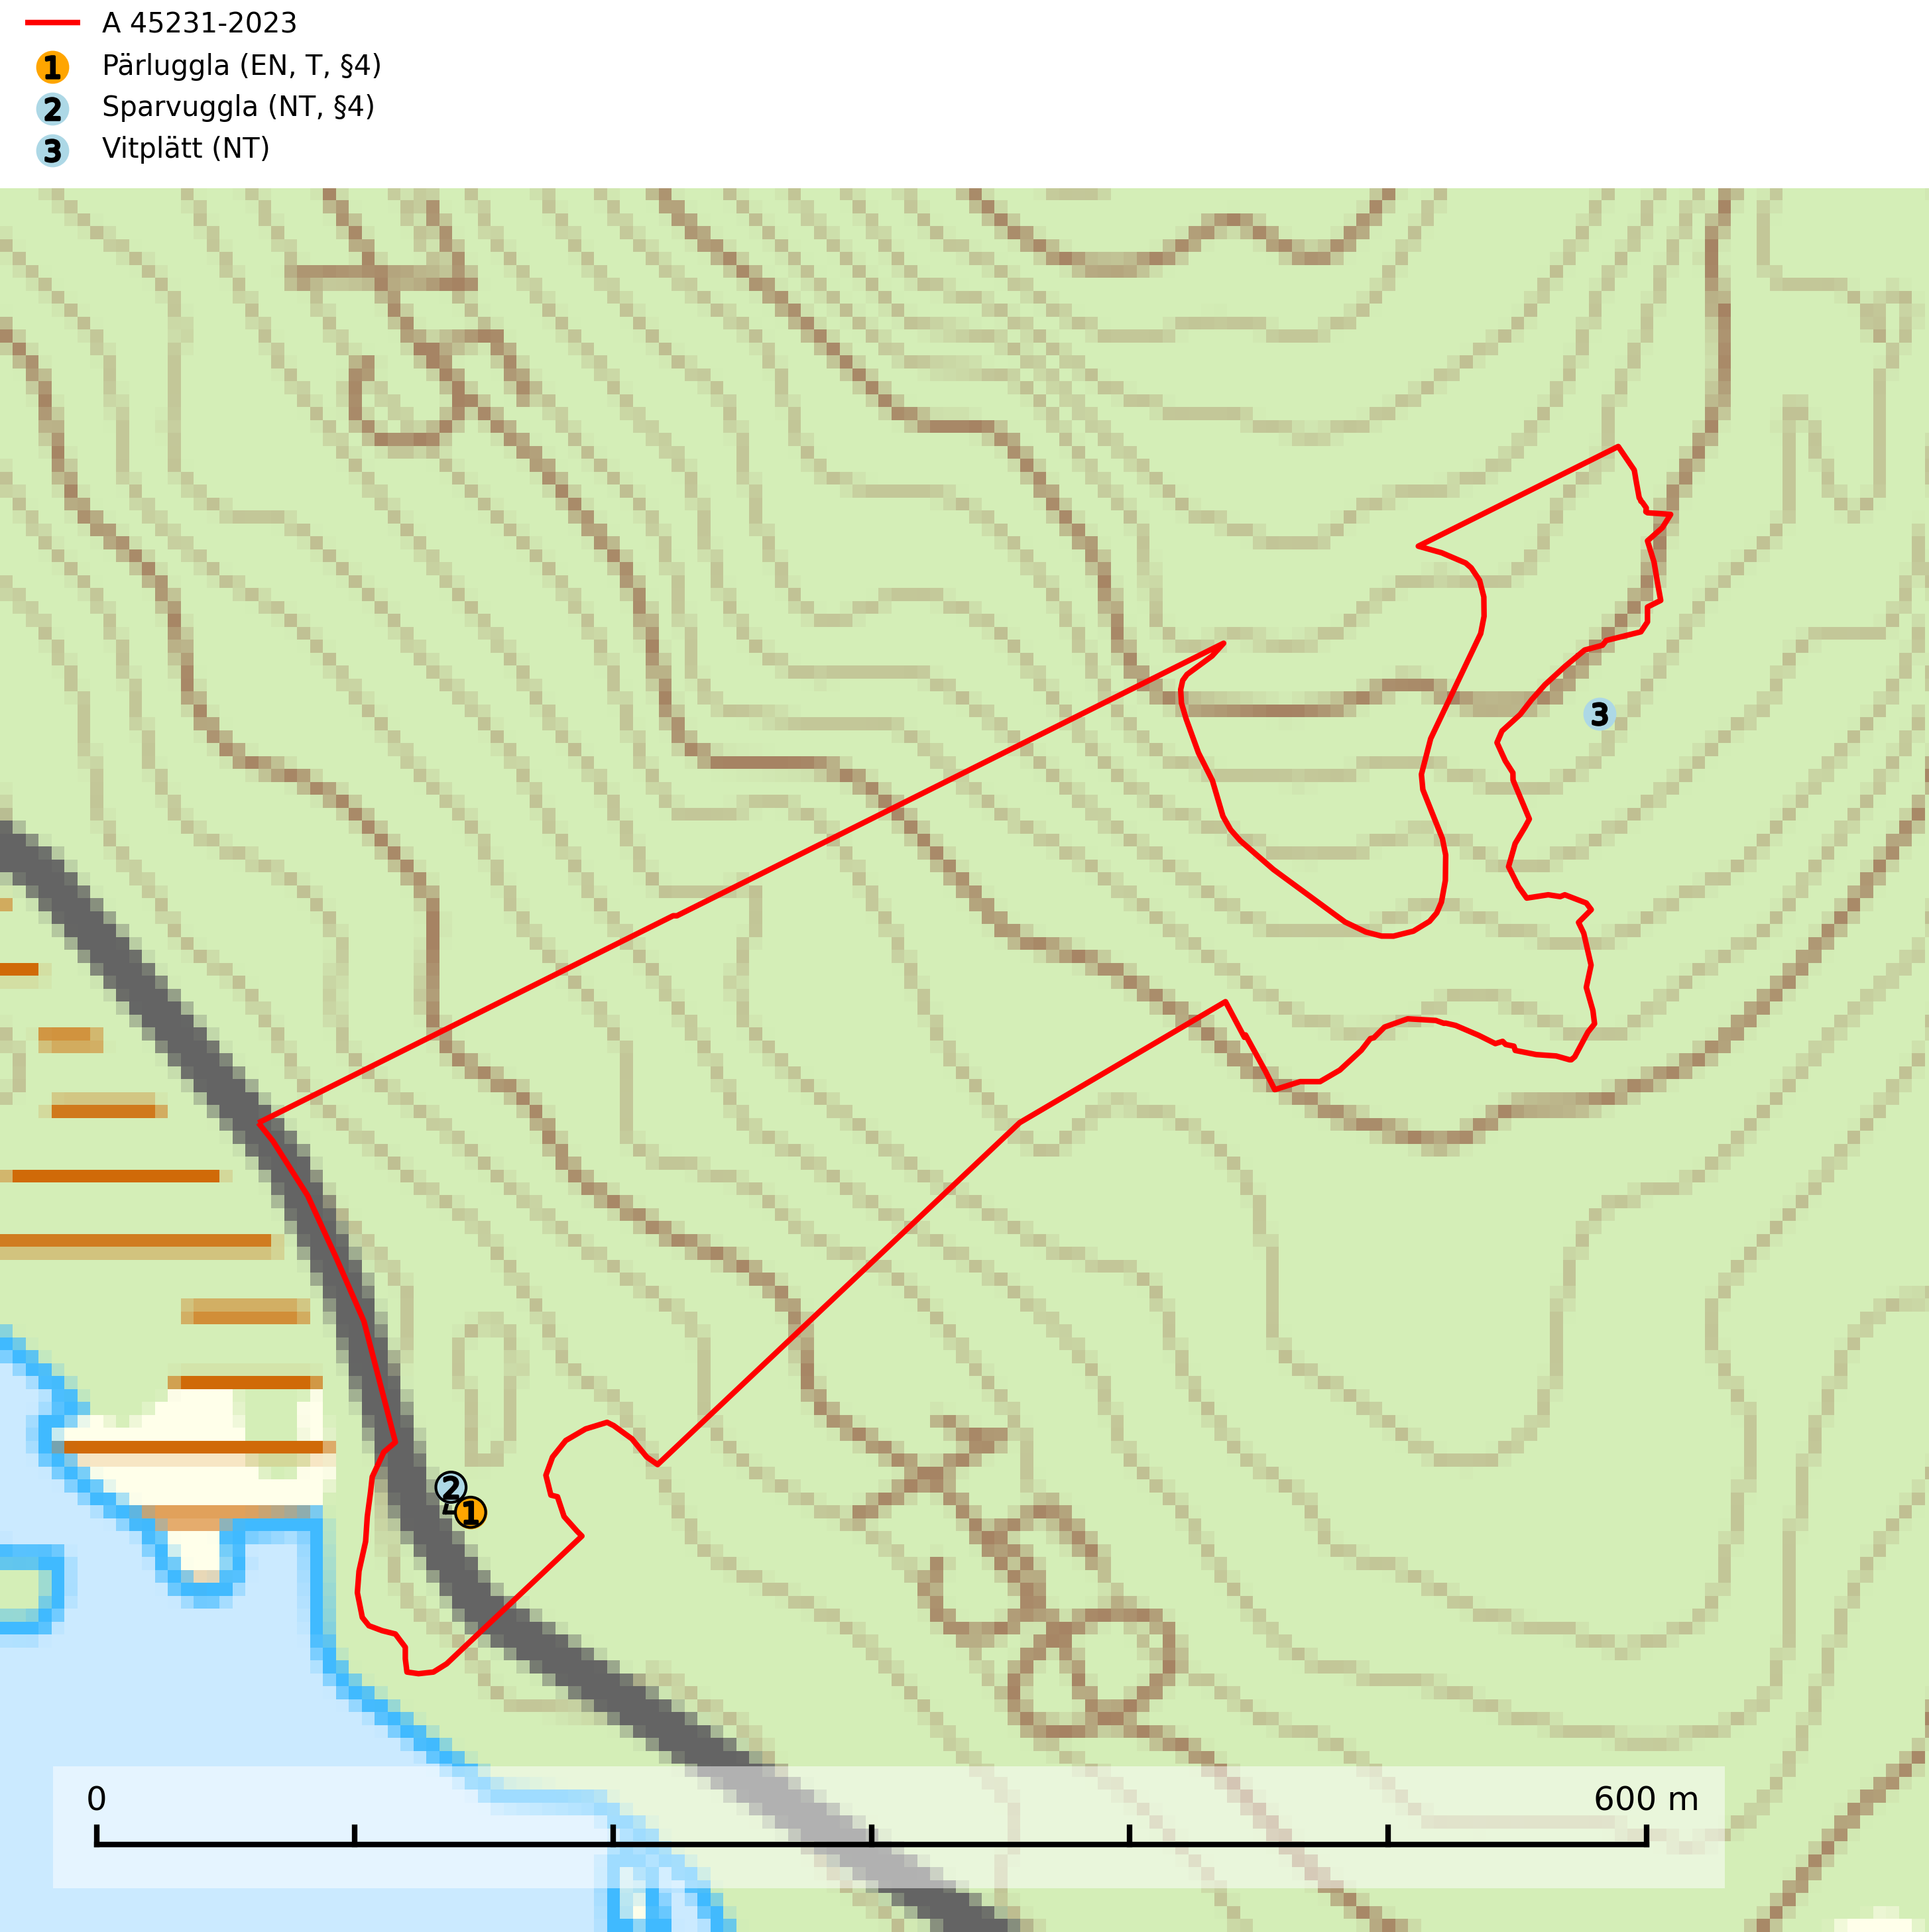 A 45231-2023
1 Pärluggla (EN, T, §4)
2 Sparvuggla (NT, §4)
3 Vitplätt (NT)
3
2
1
0 600 m